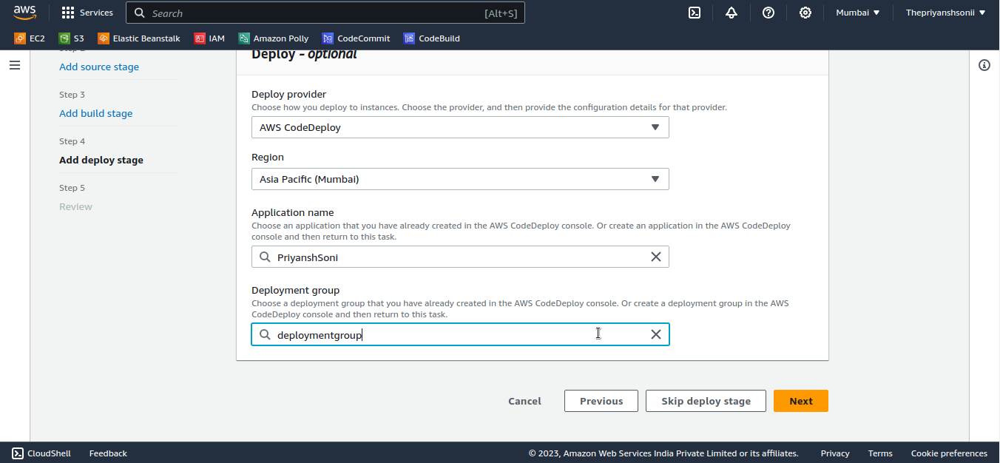 aws
Services
Search
[Alt+S]
Mumbai
Thepriyanshsonii
EC2
S3
Elastic Beanstalk
IAM
Amazon Polly
CodeCommit
CodeBuild
Add source stage
Step 3
Add build stage
Step 4
Add deploy stage
Step 5
Review
Deploy - optional
Deploy provider
Choose how you deploy to instances. Choose the provider, and then provide the configuration details for that provider.
AWS CodeDeploy
Region
Asia Pacific (Mumbai)
Application name
Choose an application that you have already created in the AWS CodeDeploy console. Or create an application in the AWS CodeDeploy
console and then return to this task.
PriyanshSoni
Deployment group
Choose a deployment group that you have already created in the AWS CodeDeploy console. Or create a deployment group in the AWS
CodeDeploy console and then return to this task.
deploymentgroup
Cancel
Previous
Skip deploy stage
Next
CloudShell
Feedback
© 2023, Amazon Web Services India Private Limited or its affiliates.
Privacy
Terms
Cookie preferences